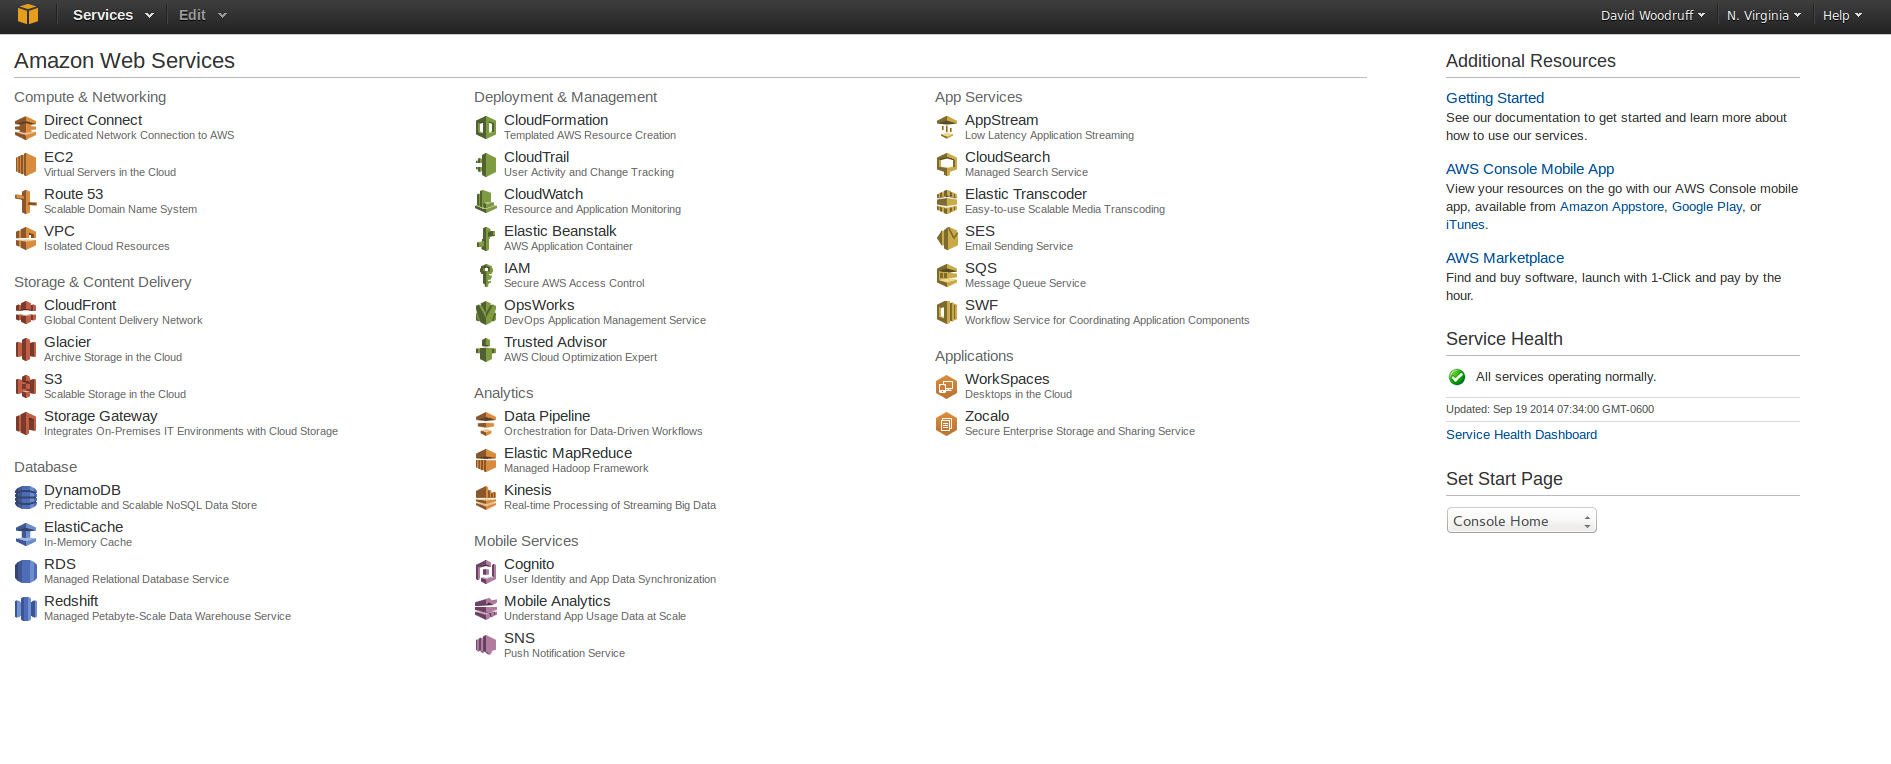 Services
Edit
David Woodruff
N. Virginia
Help
Amazon Web Services
Compute & Networking
Direct Connect
Dedicated Network Connection to AWS
EC2
Virtual Servers in the Cloud
Route 53
Scalable Domain Name System
VPC
Isolated Cloud Resources
Storage & Content Delivery
CloudFront
Global Content Delivery Network
Glacier
Archive Storage in the Cloud
S3
Scalable Storage in the Cloud
Storage Gateway
Integrates On-Premises IT Environments with Cloud Storage
Database
DynamoDB
Predictable and Scalable NoSQL Data Store
ElastiCache
In-Memory Cache
RDS
Managed Relational Database Service
Redshift
Managed Petabyte-Scale Data Warehouse Service
Deployment & Management
CloudFormation
Templated AWS Resource Creation
CloudTrail
User Activity and Change Tracking
CloudWatch
Resource and Application Monitoring
Elastic Beanstalk
AWS Application Container
IAM
Secure AWS Access Control
OpsWorks
DevOps Application Management Service
Trusted Advisor
AWS Cloud Optimization Expert
Analytics
Data Pipeline
Orchestration for Data-Driven Workflows
Elastic MapReduce
Managed Hadoop Framework
Kinesis
Real-time Processing of Streaming Big Data
Mobile Services
Cognito
User Identity and App Data Synchronization
Mobile Analytics
Understand App Usage Data at Scale
SNS
Push Notification Service
App Services
AppStream
Low Latency Application Streaming
CloudSearch
Managed Search Service
Elastic Transcoder
Easy-to-use Scalable Media Transcoding
SES
Email Sending Service
SQS
Message Queue Service
SWF
Workflow Service for Coordinating Application Components
Applications
WorkSpaces
Desktops in the Cloud
Zocalo
Secure Enterprise Storage and Sharing Service
Additional Resources
Getting Started
See our documentation to get started and learn more about
how to use our services.
AWS Console Mobile App
View your resources on the go with our AWS Console mobile
app, available from Amazon Appstore, Google Play, or
iTunes.
AWS Marketplace
Find and buy software, launch with 1-Click and pay by the
hour.
Service Health
All services operating normally.
Updated: Sep 19 2014 07:34:00 GMT-0600
Service Health Dashboard
Set Start Page
Console Home